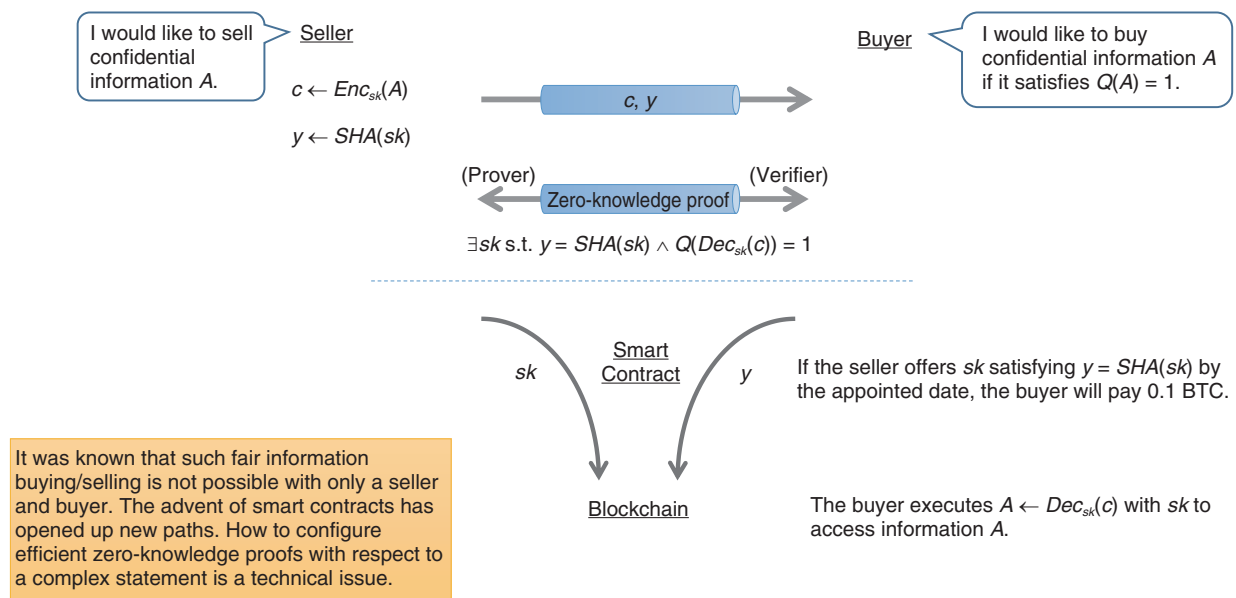 I would like to sell
confidential
information A.
Seller
Buyer
I would like to buy
confidential information A
if it satisfies Q(A) = 1.
c ← Enc_sk(A)
c, y
y ← SHA(sk)
(Prover)
(Verifier)
Zero-knowledge proof
∃sk s.t. y = SHA(sk) ∧ Q(Dec_sk(c)) = 1
sk
Smart
Contract
y
If the seller offers sk satisfying y = SHA(sk) by
the appointed date, the buyer will pay 0.1 BTC.
It was known that such fair information
buying/selling is not possible with only a seller
and buyer. The advent of smart contracts has
opened up new paths. How to configure
efficient zero-knowledge proofs with respect to
a complex statement is a technical issue.
Blockchain
The buyer executes A ← Dec_sk(c) with sk to
access information A.